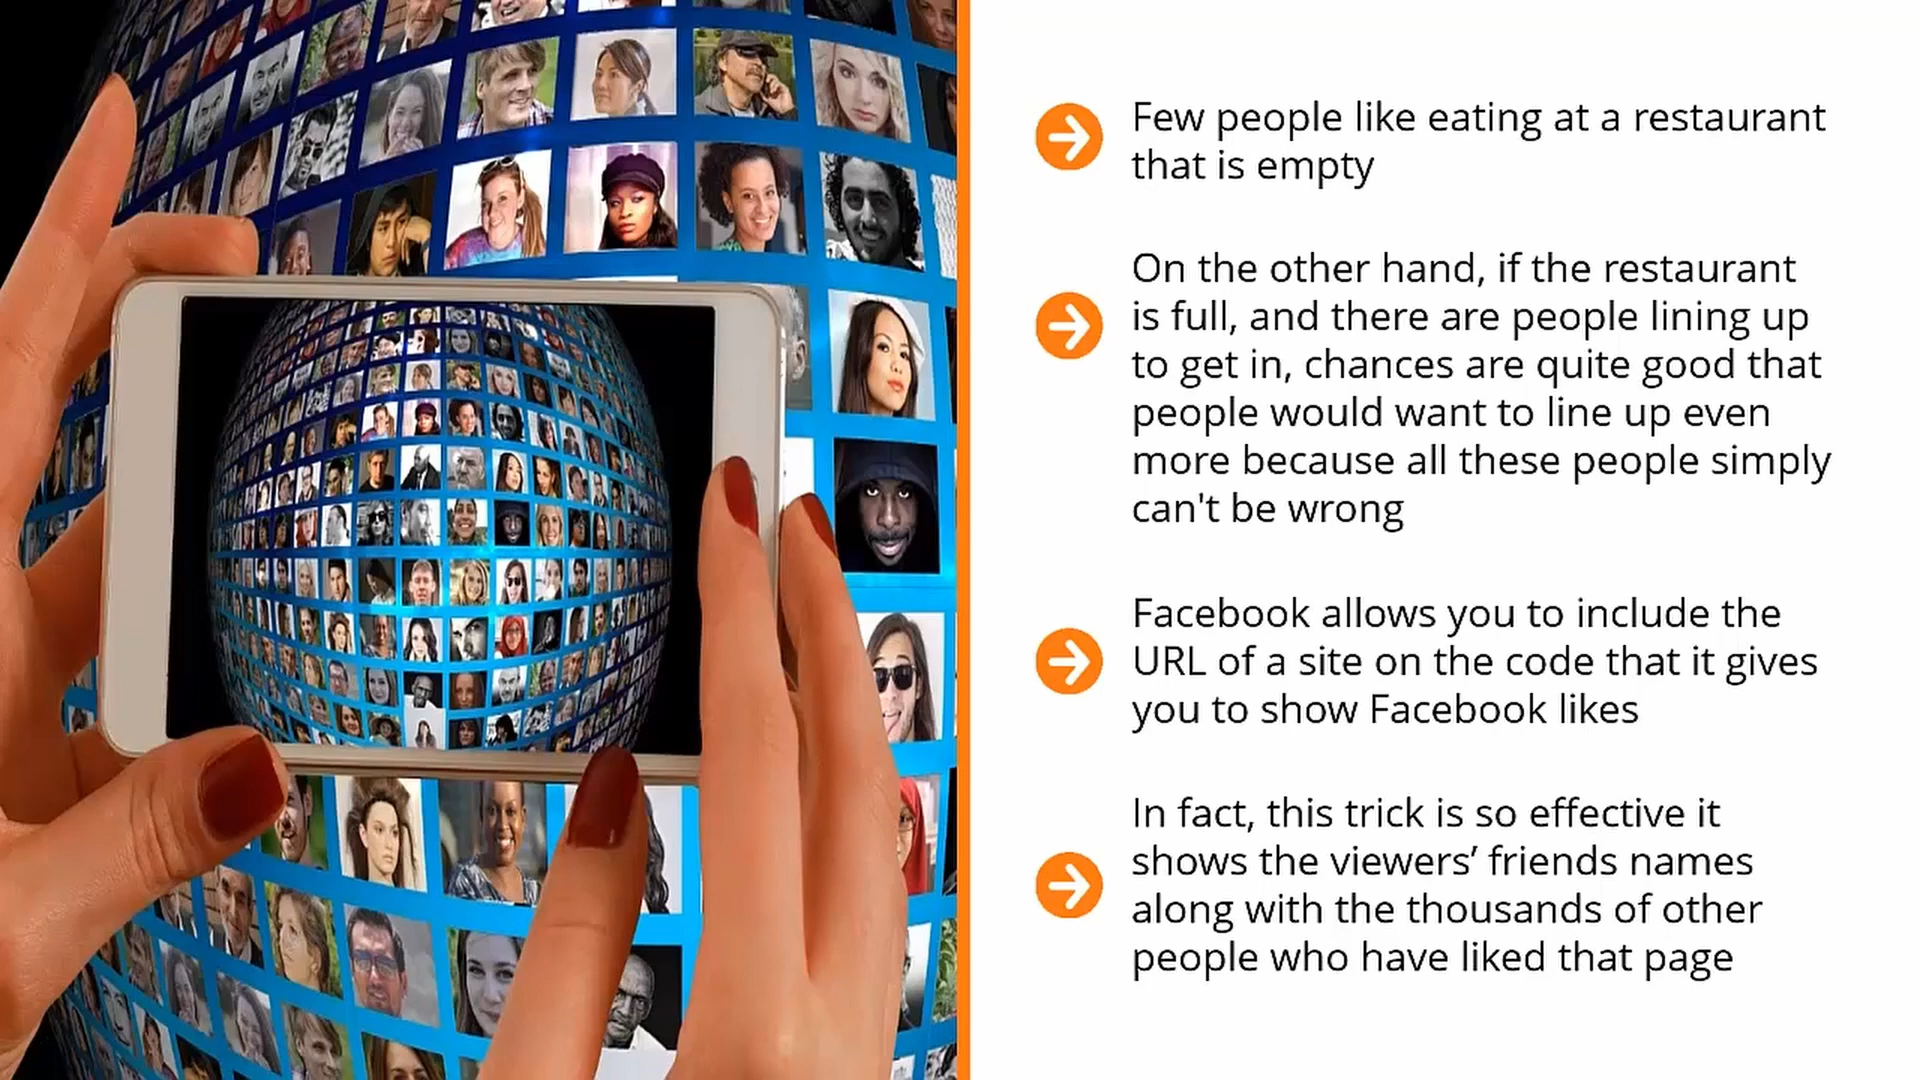 Few people like eating at a restaurant
that is empty
On the other hand, if the restaurant
is full, and there are people lining up
to get in, chances are quite good that
people would want to line up even
more because all these people simply
can't be wrong
Facebook allows you to include the
URL of a site on the code that it gives
you to show Facebook likes
In fact, this trick is so effective it
shows the viewers’ friends names
along with the thousands of other
people who have liked that page